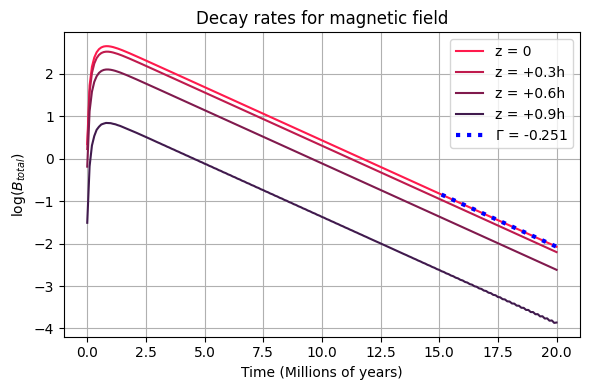 Decay rates for magnetic field
log(B_total)
2
1
0
−1
−2
−3
−4
z = 0
z = +0.3h
z = +0.6h
z = +0.9h
Γ = -0.251
0.0 2.5 5.0 7.5 10.0 12.5 15.0 17.5 20.0
Time (Millions of years)